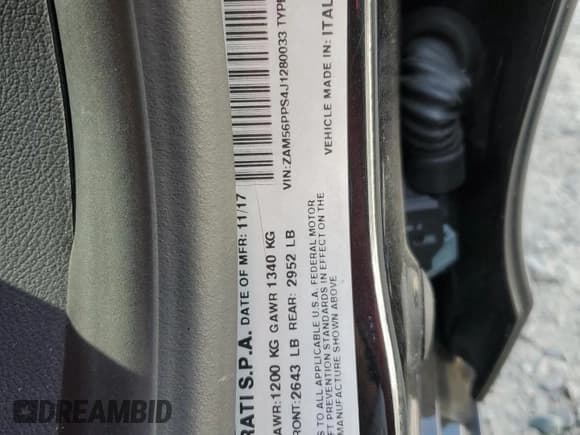 RATI S.P.A. DATE OF MFR: 11/17
AWR:1200 KG GAWR 1340 KG
RONT:2643 LB REAR: 2952 LB
S TO ALL APPLICABLE U.S.A. FEDERAL MOTOR
FT PREVENTION STANDARDS IN EFFECT ON THE
MANUFACTURE SHOWN ABOVE
VIN:ZAM56PPS4J1280033 TYPE
VEHICLE MADE IN: ITAL
DREAMBID